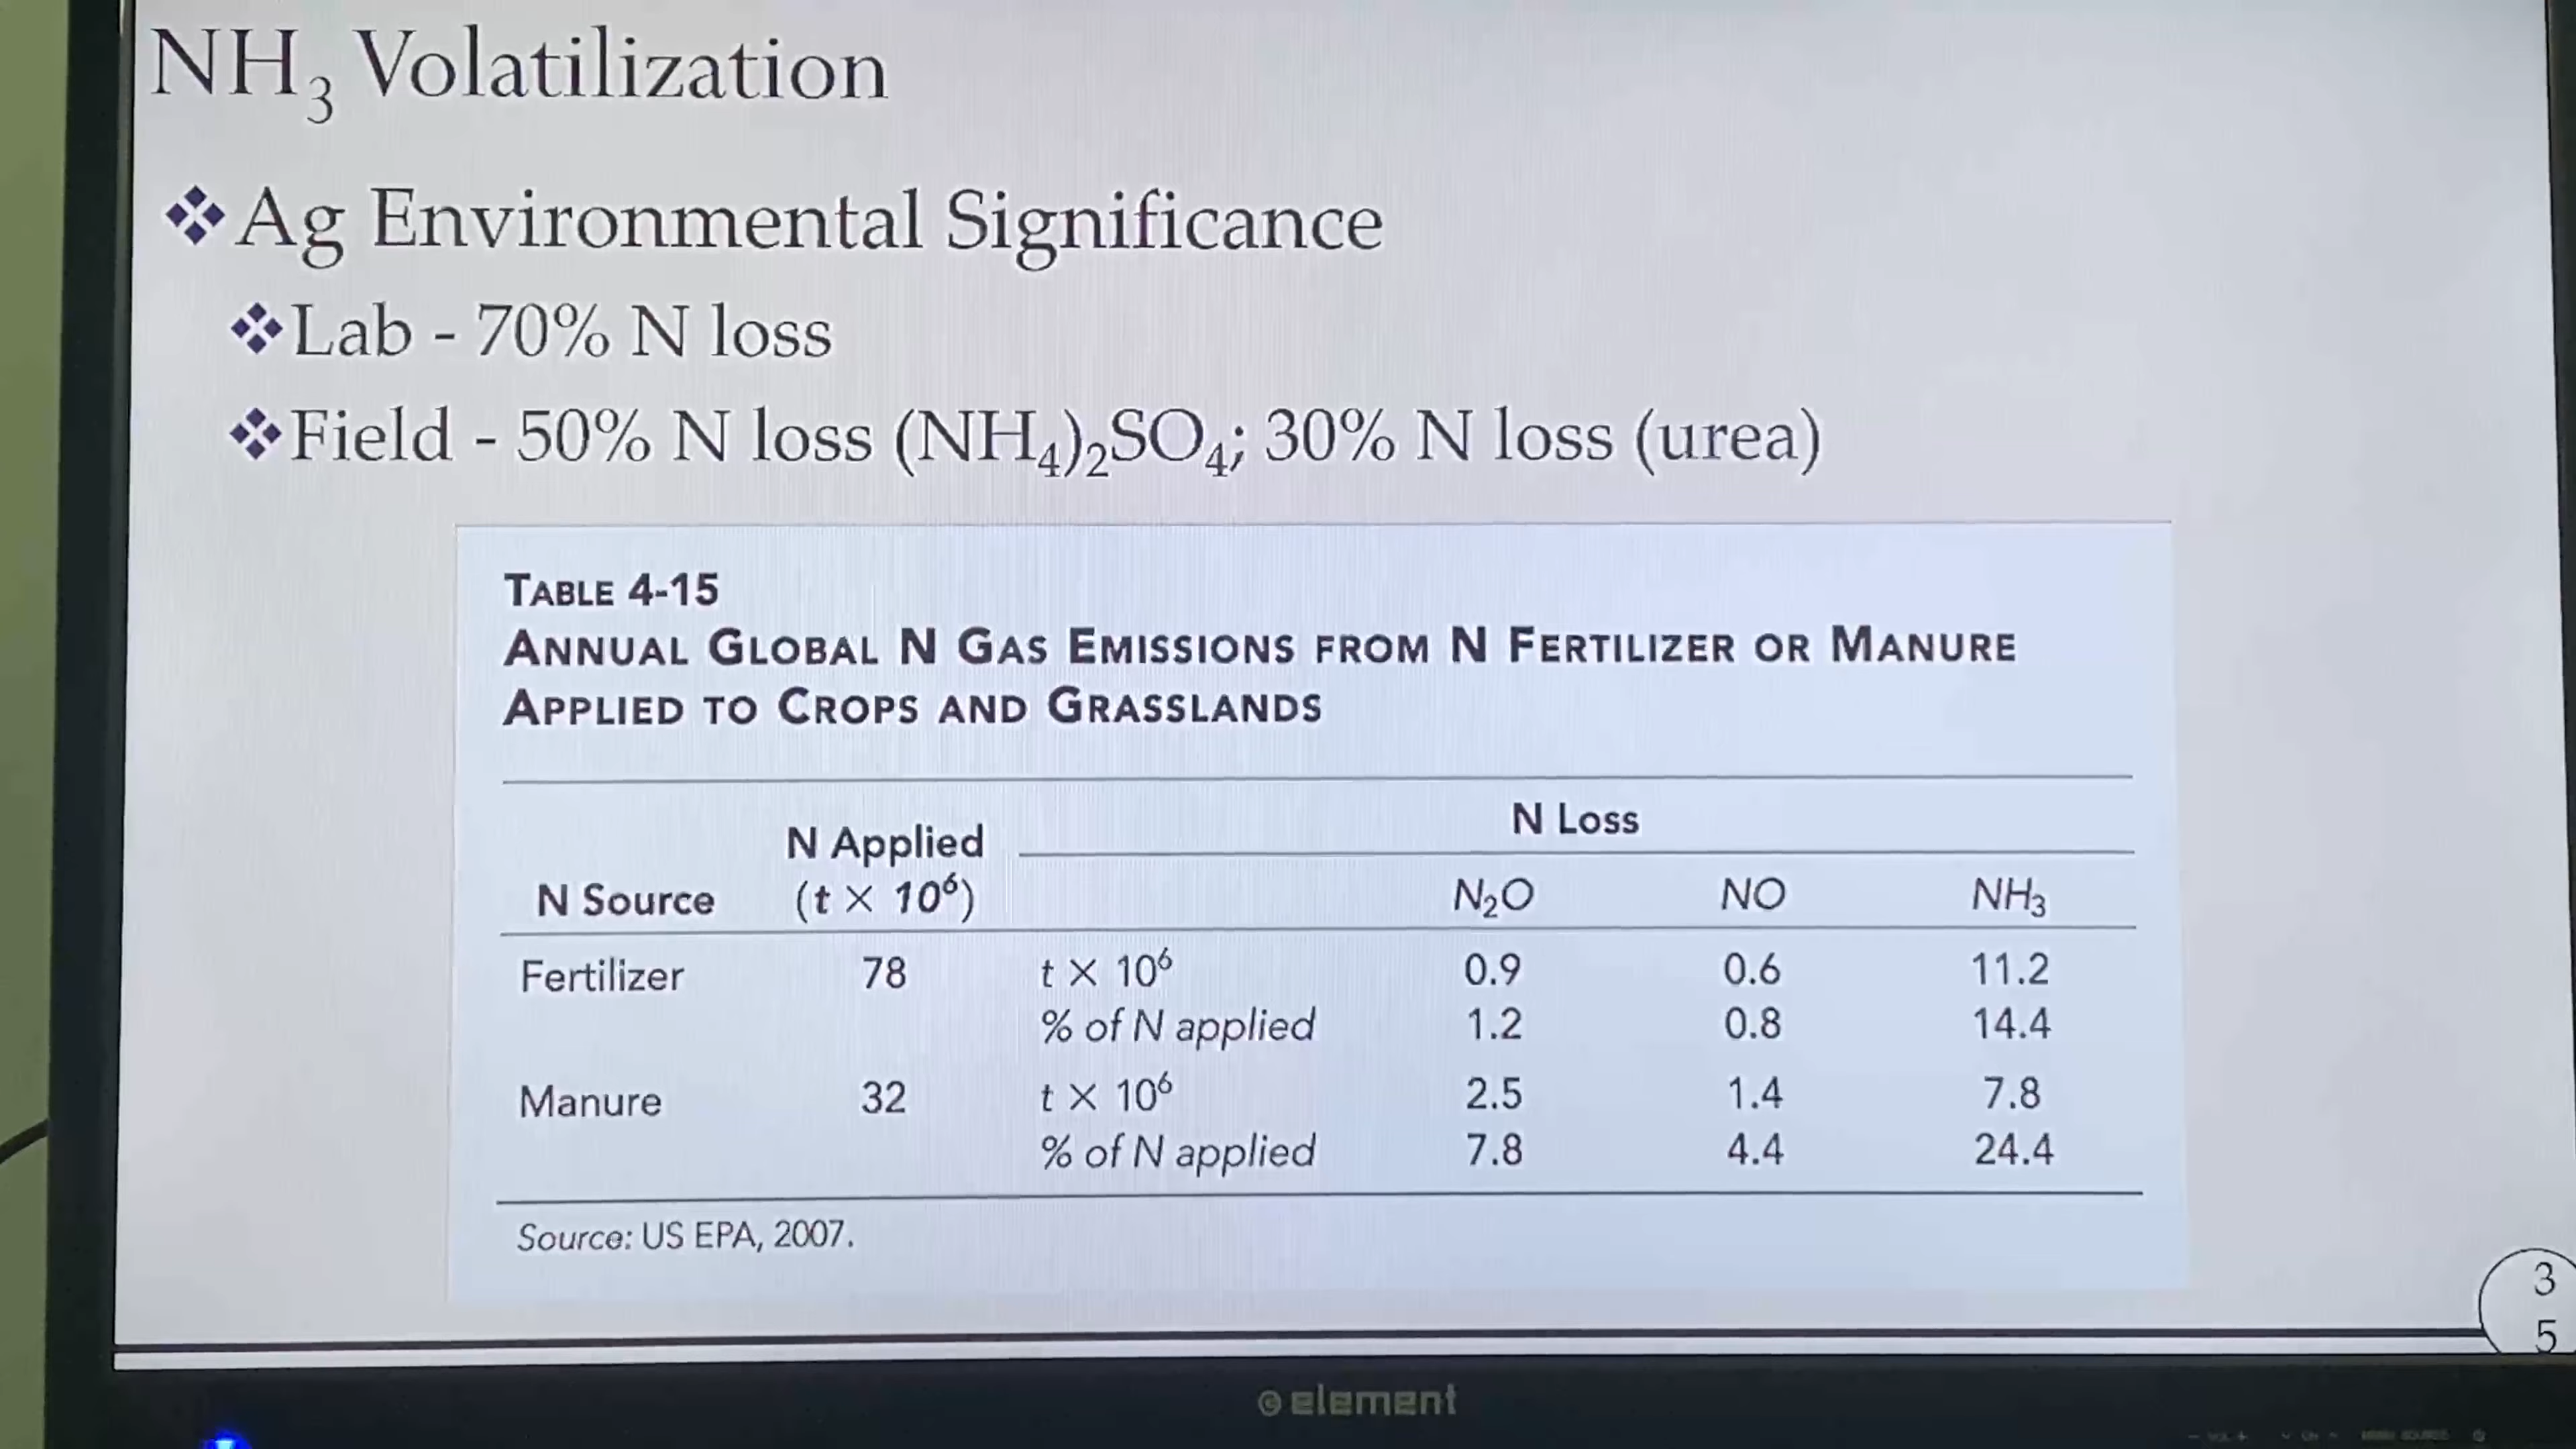 NH₃ Volatilization
❖Ag Environmental Significance
❖Lab - 70% N loss
❖Field - 50% N loss (NH₄)₂SO₄; 30% N loss (urea)
TABLE 4-15
ANNUAL GLOBAL N GAS EMISSIONS FROM N FERTILIZER OR MANURE
APPLIED TO CROPS AND GRASSLANDS
N Loss
N Applied
N Source (t × 10⁶) N₂O NO NH₃
Fertilizer 78 t × 10⁶ 0.9 0.6 11.2
% of N applied 1.2 0.8 14.4
Manure 32 t × 10⁶ 2.5 1.4 7.8
% of N applied 7.8 4.4 24.4
Source: US EPA, 2007.
3
5
element